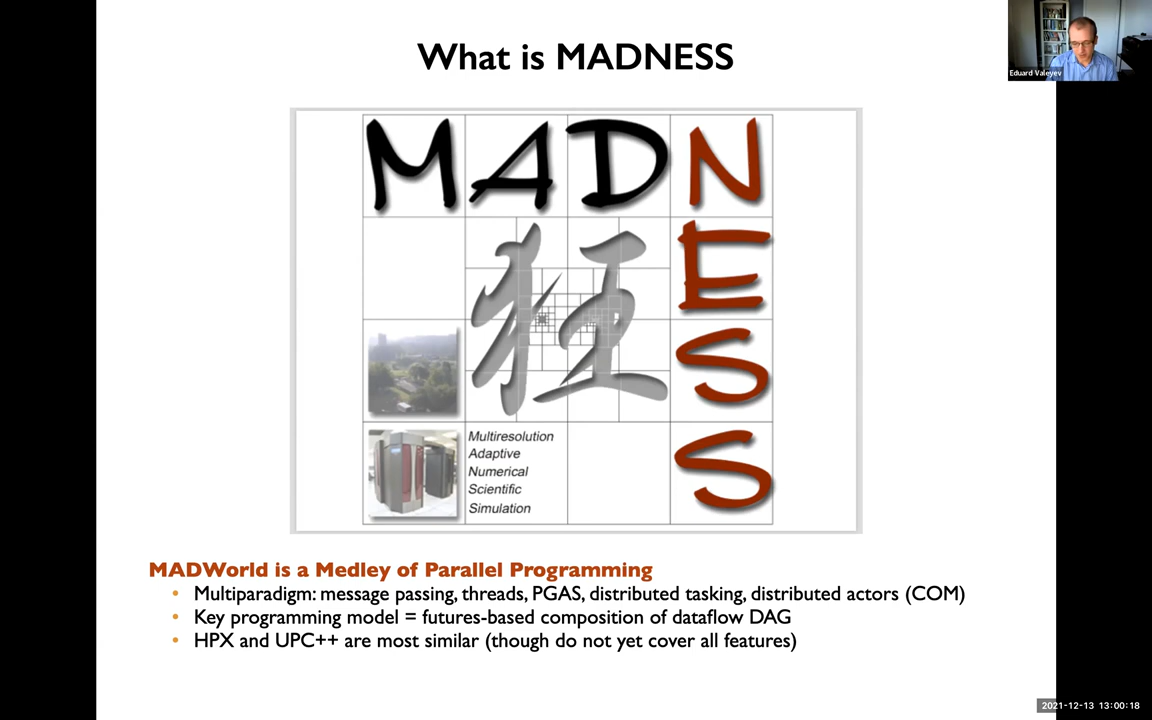 What is MADNESS
Eduard Valeyev
MADNESS
狂
Multiresolution
Adaptive
Numerical
Scientific
Simulation
MADWorld is a Medley of Parallel Programming
• Multiparadigm: message passing, threads, PGAS, distributed tasking, distributed actors (COM)
• Key programming model = futures-based composition of dataflow DAG
• HPX and UPC++ are most similar (though do not yet cover all features)
2021-12-13 13:00:18